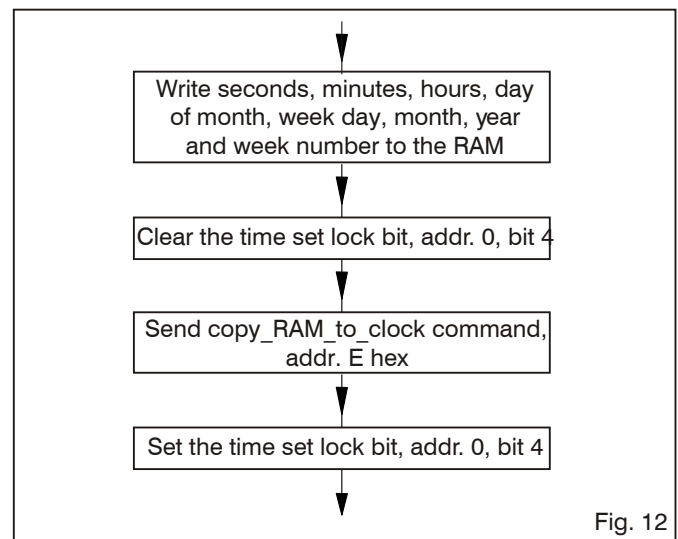 Write seconds, minutes, hours, day
of month, week day, month, year
and week number to the RAM
Clear the time set lock bit, addr. 0, bit 4
Send copy_RAM_to_clock command,
addr. E hex
Set the time set lock bit, addr. 0, bit 4
Fig. 12